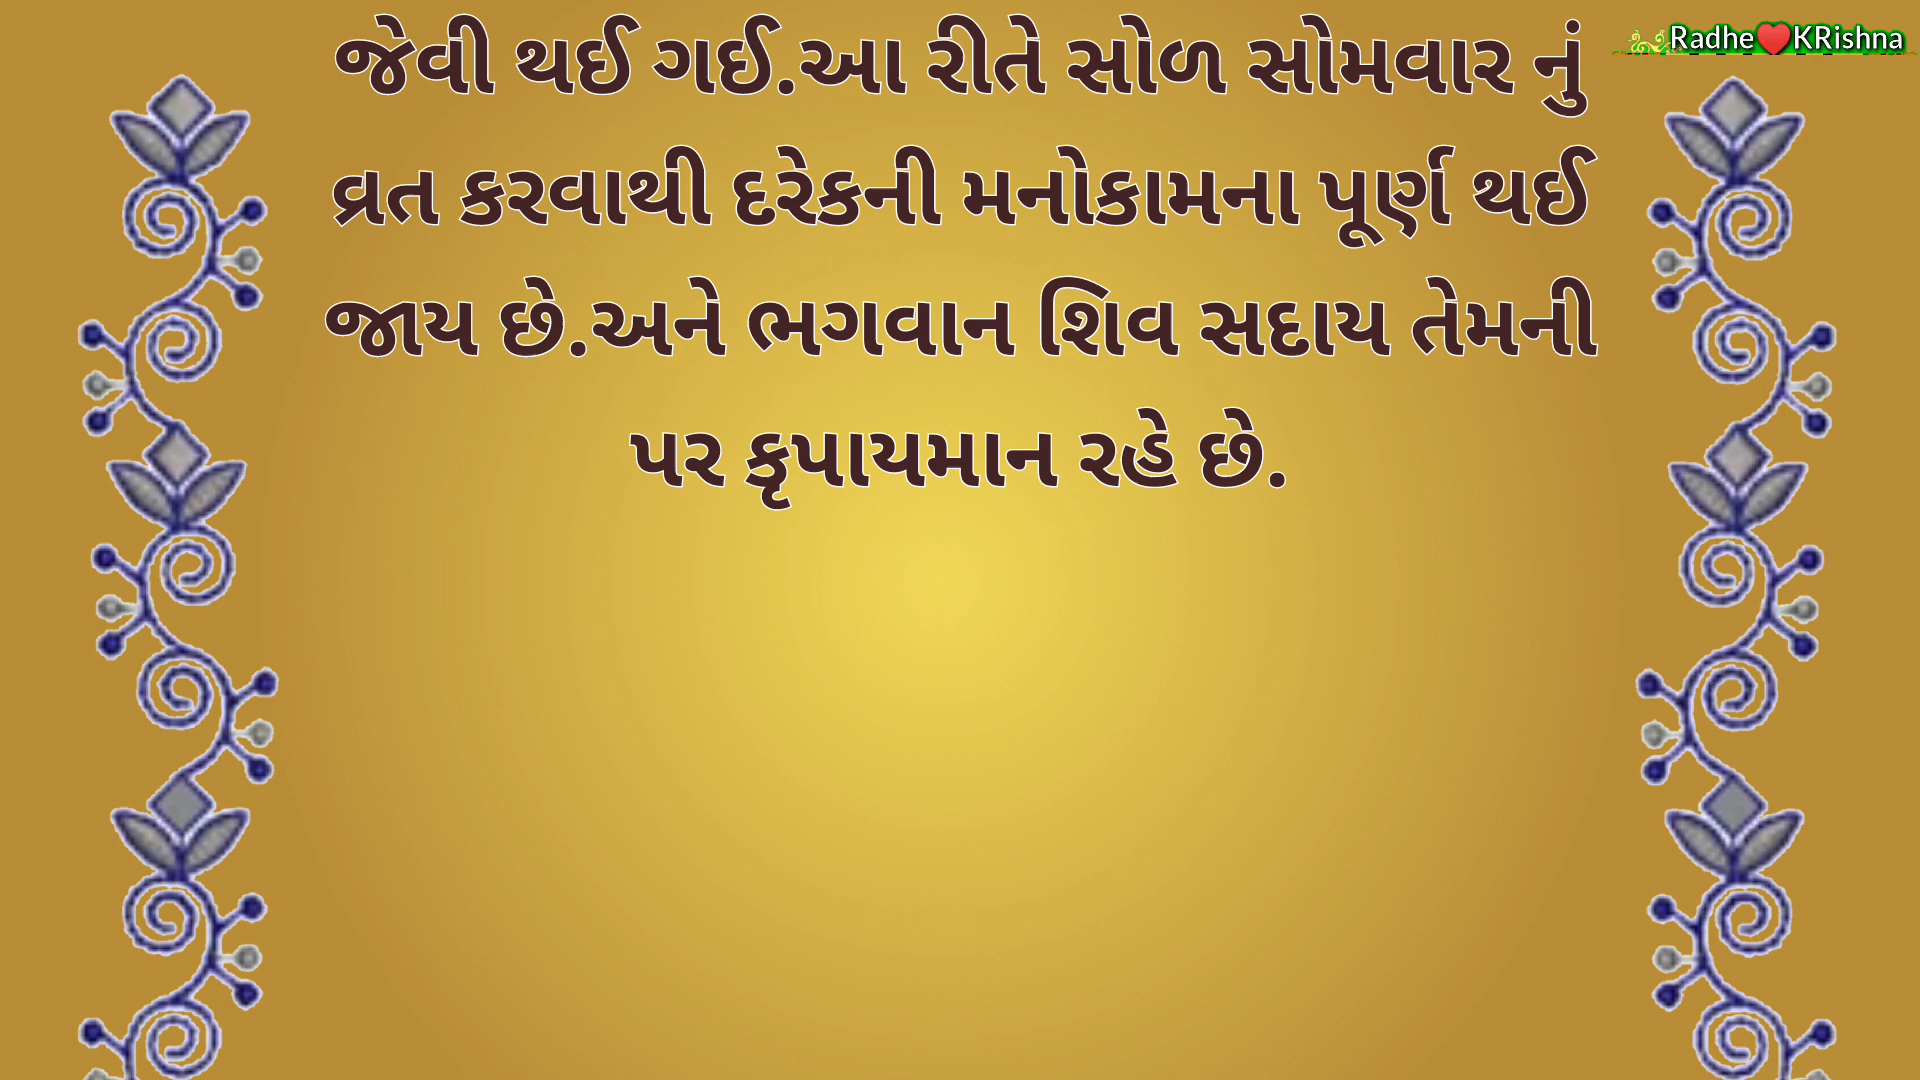 Radhe❤️KRishna
જેવી થઈ ગઈ.આ રીતે સોળ સોમવાર નું
વ્રત કરવાથી દરેકની મનોકામના પૂર્ણ થઈ
જાય છે.અને ભગવાન શિવ સદાય તેમની
પર કૃપાયમાન રહે છે.